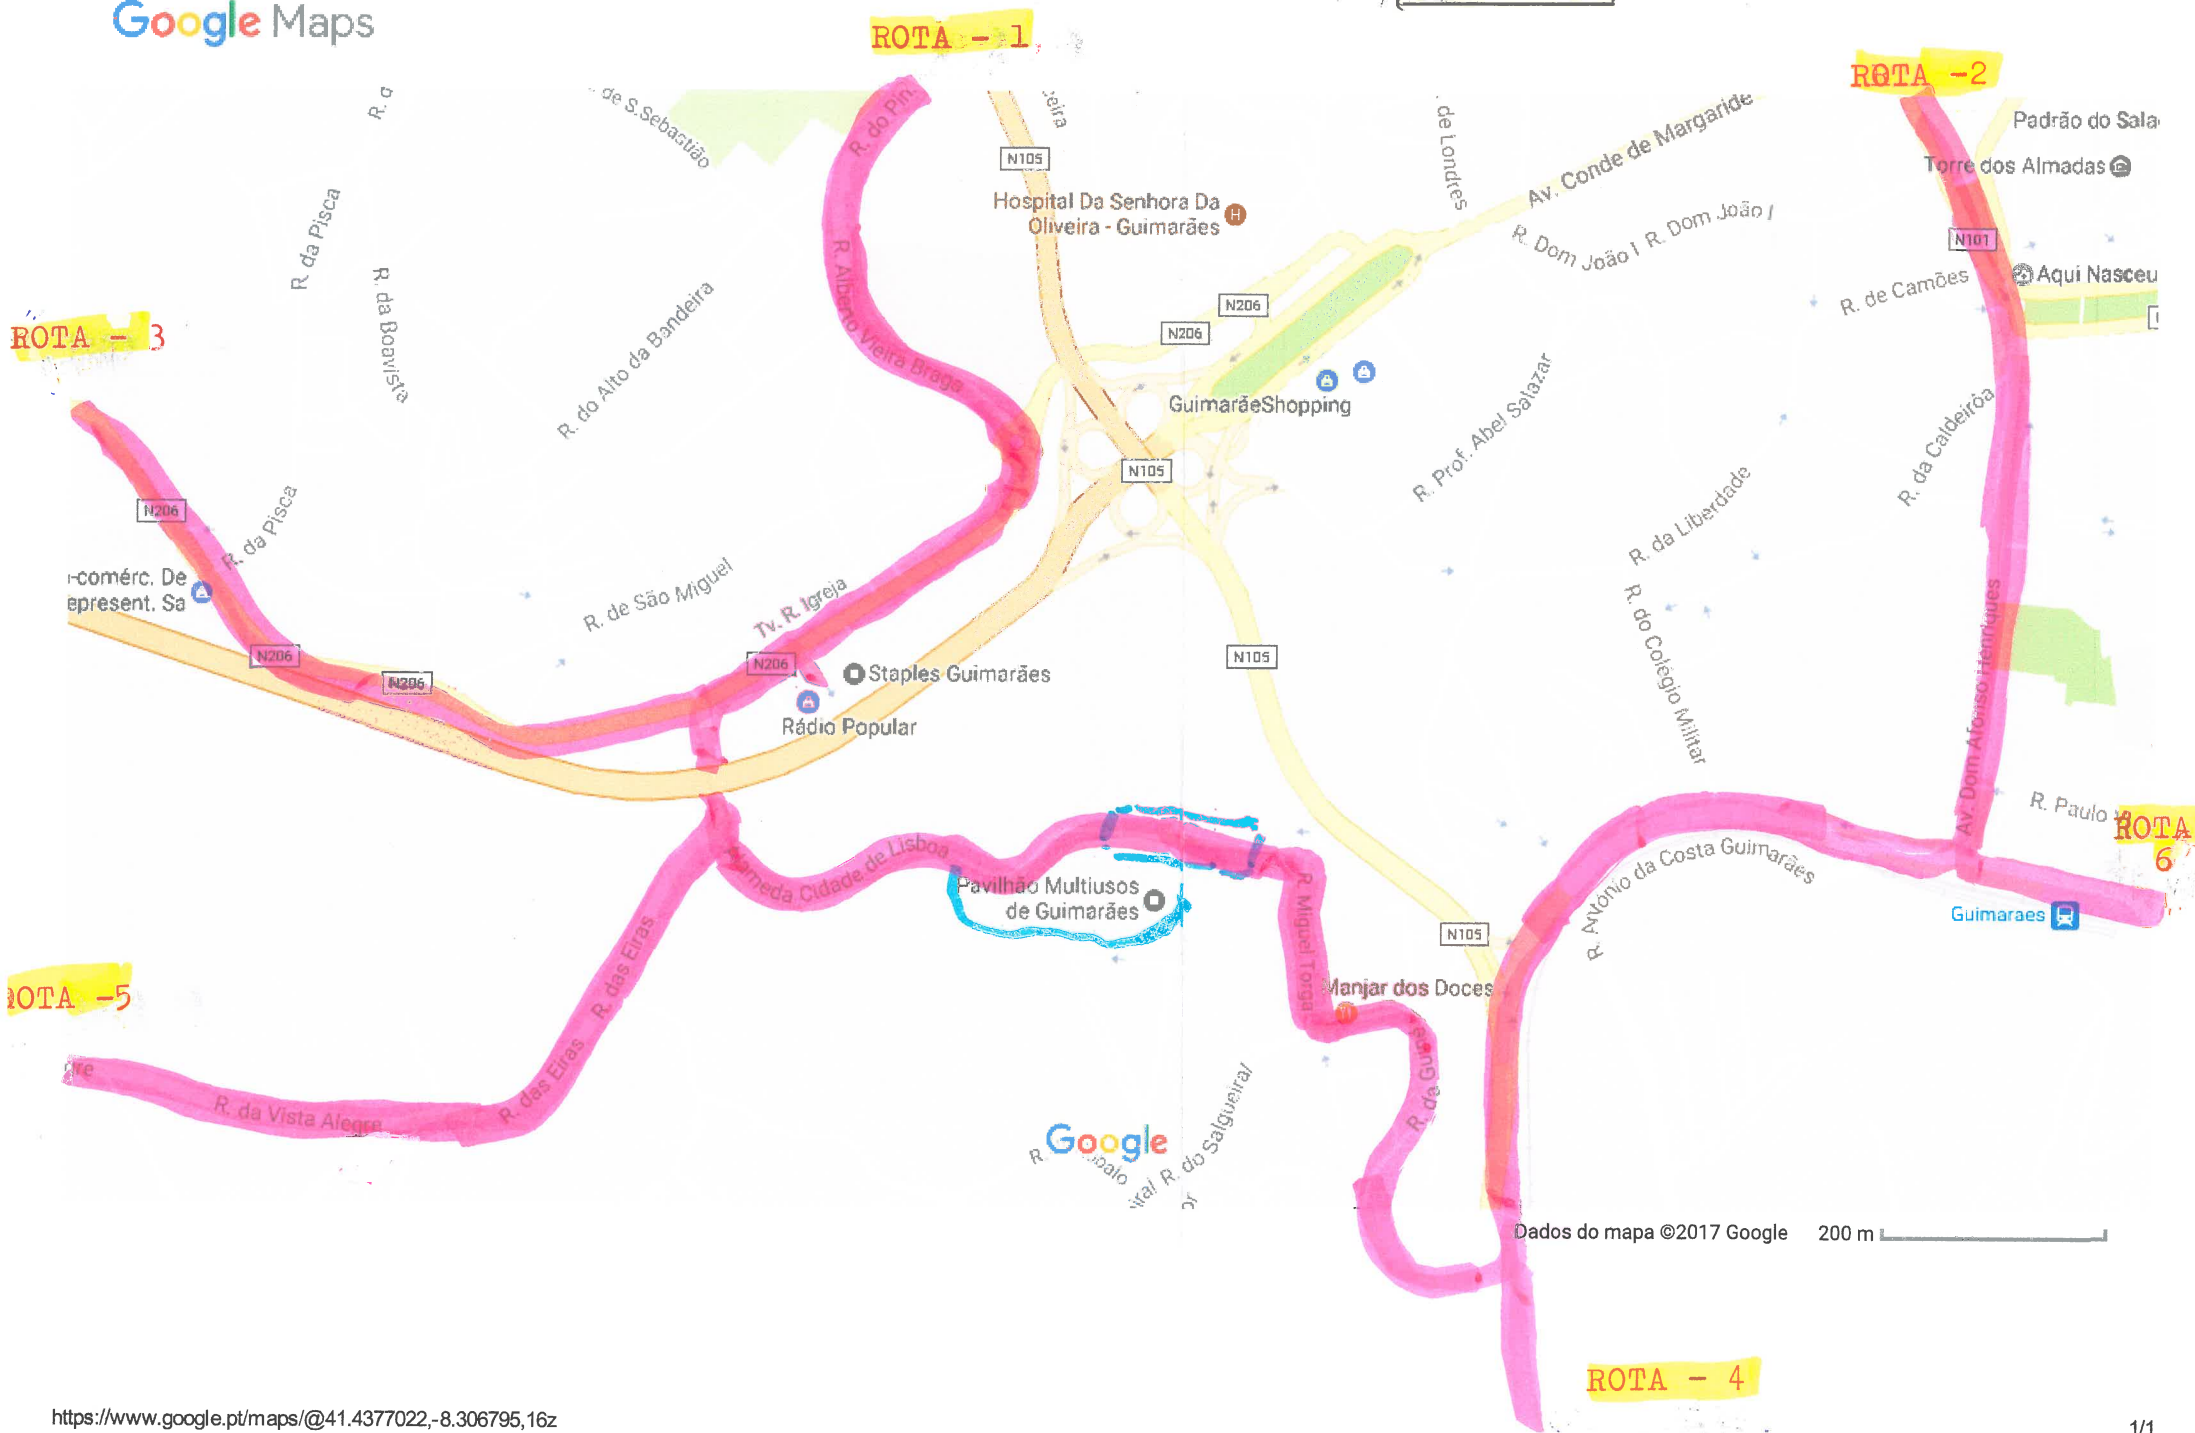 Google Maps
ROTA - 1
ROTA -2
R. do Pin.
de S.Sebastião
eira
de Londres
Av. Conde de Margaride
Padrão do Sala
Torre dos Almadas
N105
R. da Pisca
Hospital Da Senhora Da
Oliveira - Guimarães
H
R. Dom João I
R. Dom João I
N101
R. de Camões
Aqui Nasceu
R. Alberto Vieira Braga
R. da Boavista
R. do Alto da Bandeira
N206
N206
ROTA - 3
GuimarãeShopping
R. Prof. Abel Salazar
R. da Caldeirôa
N105
N206
R. da Pisca
R. da Liberdade
-comérc. De
epresent. Sa
R. de São Miguel
Tv. R. Igreja
R. do Colégio Militar
Av. Dom Afonso Henriques
N206
N206
N206
N105
Staples Guimarães
Rádio Popular
R. Paulo
ROTA
6
Alameda Cidade de Lisboa
R. António da Costa Guimarães
Pavilhão Multiusos
de Guimarães
R. Miguel Torga
Guimaraes
N105
R. das Eiras
Manjar dos Doces
ROTA -5
R. da Guiné
R. das Eiras
R. da Vista Alegre
Google
R. do Salgueiral
Dados do mapa ©2017 Google
200 m
ROTA - 4
https://www.google.pt/maps/@41.4377022,-8.306795,16z
1/1